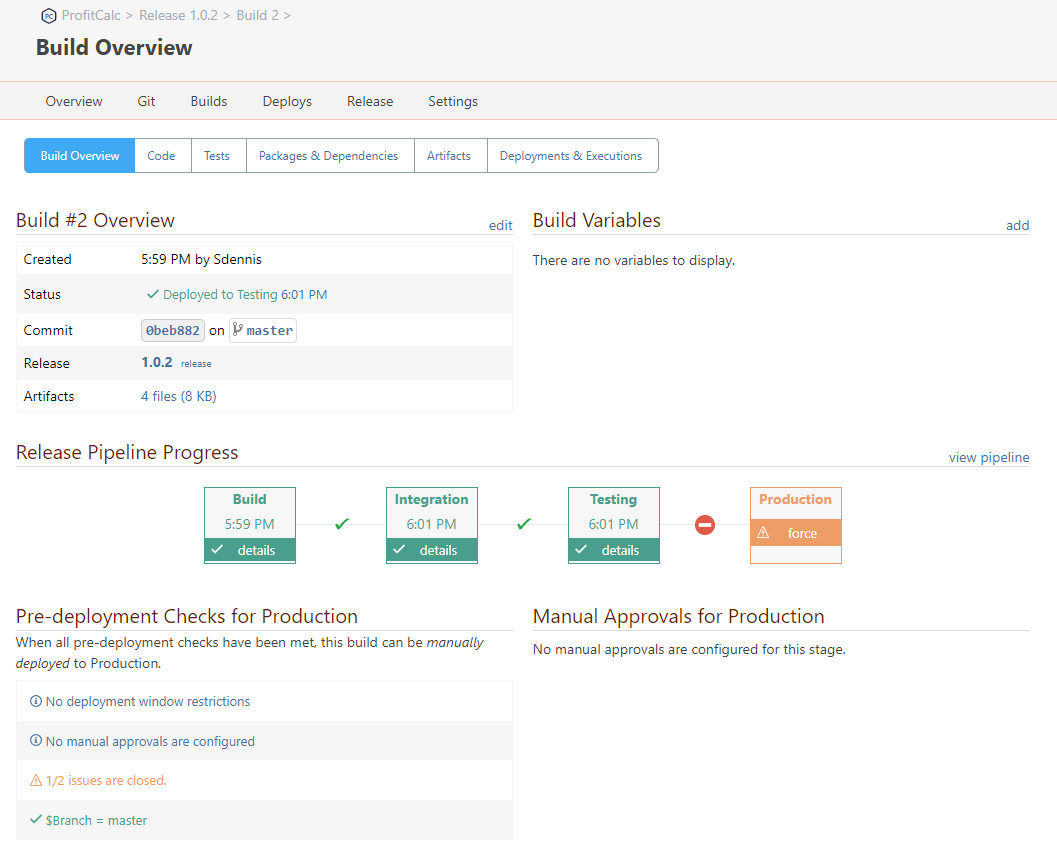 PC ProfitCalc > Release 1.0.2 > Build 2 >
Build Overview
Overview Git Builds Deploys Release Settings
Build Overview Code Tests Packages & Dependencies Artifacts Deployments & Executions
Build #2 Overview edit
Created 5:59 PM by Sdennis
Status Deployed to Testing 6:01 PM
Commit 0beb882 on master
Release 1.0.2 release
Artifacts 4 files (8 KB)
Build Variables add
There are no variables to display.
Release Pipeline Progress view pipeline
Build Integration Testing Production
5:59 PM 6:01 PM 6:01 PM
details details details force
Pre-deployment Checks for Production
When all pre-deployment checks have been met, this build can be manually
deployed to Production.
No deployment window restrictions
No manual approvals are configured
1/2 issues are closed.
$Branch = master
Manual Approvals for Production
No manual approvals are configured for this stage.